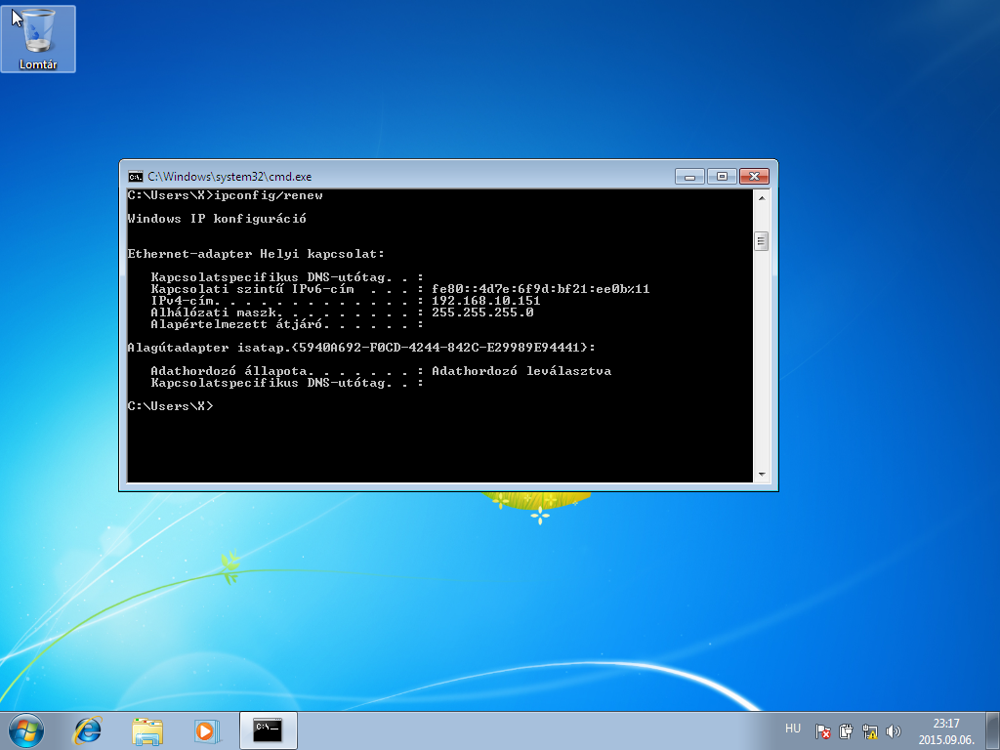 Lomtár
C:\Windows\system32\cmd.exe
C:\Users\X>ipconfig/renew
Windows IP konfiguráció
Ethernet-adapter Helyi kapcsolat:
Kapcsolatspecifikus DNS-utótag. . :
Kapcsolati szintű IPv6-cím . . . : fe80::4d7e:6f9d:bf21:ee0b%11
IPv4-cím. . . . . . . . . . . . . : 192.168.10.151
Alhálózati maszk. . . . . . . . . : 255.255.255.0
Alapértelmezett átjáró. . . . . . :
Alagútadapter isatap.{5940A692-F0CD-4244-842C-E29989E94441}:
Adathordozó állapota. . . . . . . : Adathordozó leválasztva
Kapcsolatspecifikus DNS-utótag. . :
C:\Users\X>
HU
23:17
2015.09.06.